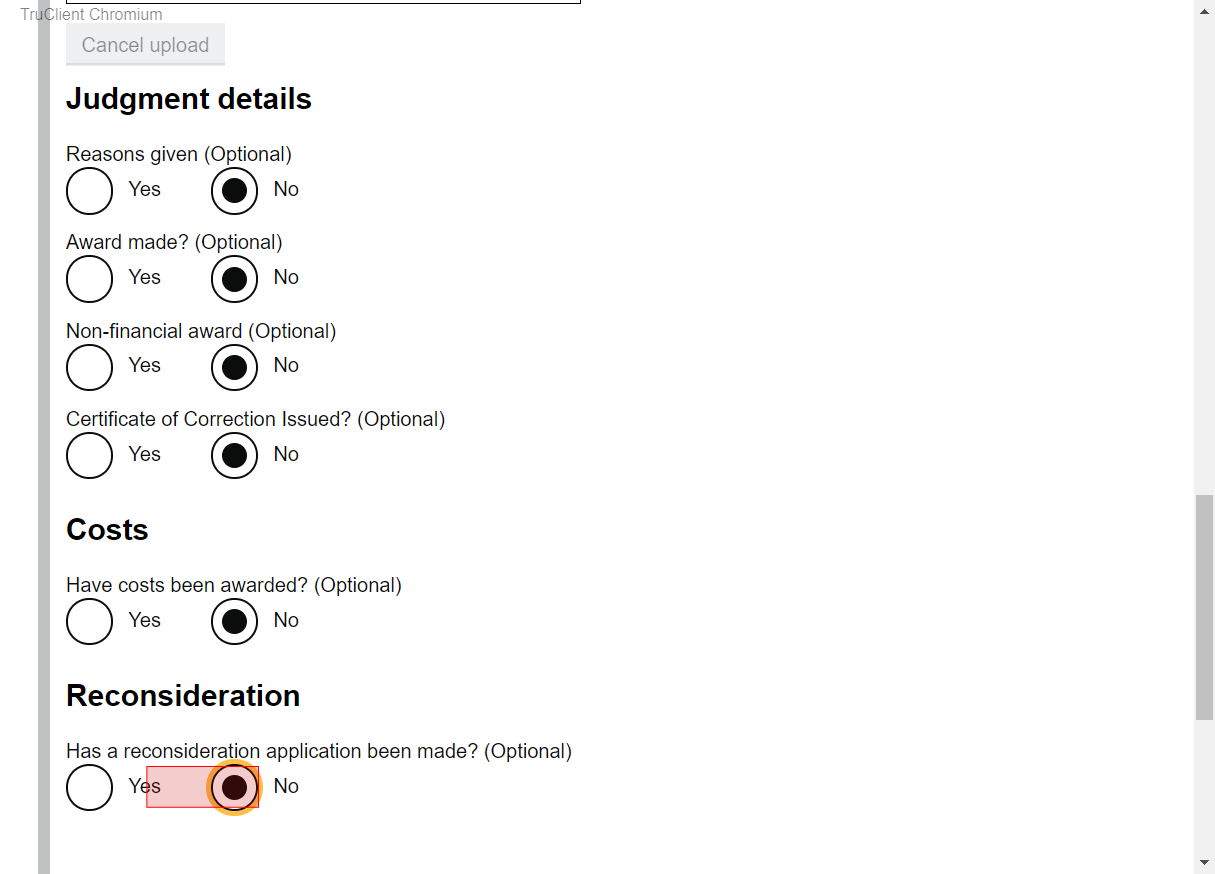 TruClient Chromium
Cancel upload
Judgment details
Reasons given (Optional)
Yes No
Award made? (Optional)
Yes No
Non-financial award (Optional)
Yes No
Certificate of Correction Issued? (Optional)
Yes No
Costs
Have costs been awarded? (Optional)
Yes No
Reconsideration
Has a reconsideration application been made? (Optional)
Yes No